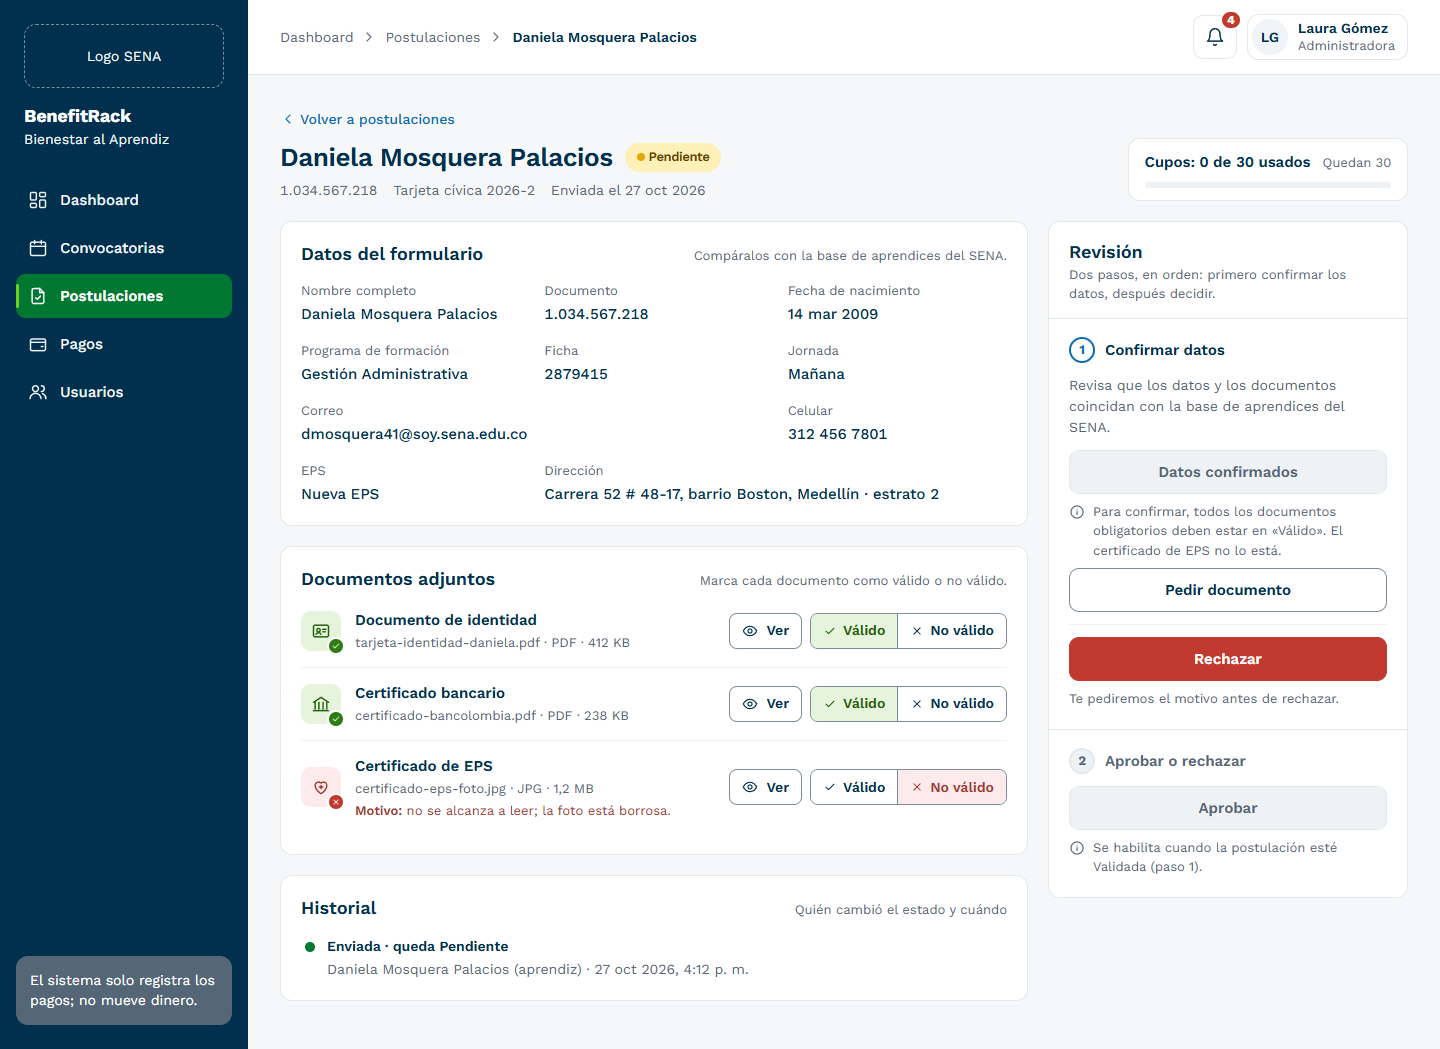 Logo SENA
BenefitRack
Bienestar al Aprendiz
Dashboard
Convocatorias
Postulaciones
Pagos
Usuarios
El sistema solo registra los
pagos; no mueve dinero.
Dashboard > Postulaciones > Daniela Mosquera Palacios
4
LG
Laura Gómez
Administradora
Volver a postulaciones
Daniela Mosquera Palacios
Pendiente
1.034.567.218 Tarjeta cívica 2026-2 Enviada el 27 oct 2026
Cupos: 0 de 30 usados Quedan 30
Datos del formulario
Compáralos con la base de aprendices del SENA.
Nombre completo Documento Fecha de nacimiento
Daniela Mosquera Palacios 1.034.567.218 14 mar 2009
Programa de formación Ficha Jornada
Gestión Administrativa 2879415 Mañana
Correo Celular
dmosquera41@soy.sena.edu.co 312 456 7801
EPS Dirección
Nueva EPS Carrera 52 # 48-17, barrio Boston, Medellín · estrato 2
Documentos adjuntos
Marca cada documento como válido o no válido.
Documento de identidad
tarjeta-identidad-daniela.pdf · PDF · 412 KB
Ver Válido No válido
Certificado bancario
certificado-bancolombia.pdf · PDF · 238 KB
Ver Válido No válido
Certificado de EPS
certificado-eps-foto.jpg · JPG · 1,2 MB
Motivo: no se alcanza a leer; la foto está borrosa.
Ver Válido No válido
Historial
Quién cambió el estado y cuándo
Enviada · queda Pendiente
Daniela Mosquera Palacios (aprendiz) · 27 oct 2026, 4:12 p. m.
Revisión
Dos pasos, en orden: primero confirmar los
datos, después decidir.
1 Confirmar datos
Revisa que los datos y los documentos
coincidan con la base de aprendices del
SENA.
Datos confirmados
Para confirmar, todos los documentos
obligatorios deben estar en «Válido». El
certificado de EPS no lo está.
Pedir documento
Rechazar
Te pediremos el motivo antes de rechazar.
2 Aprobar o rechazar
Aprobar
Se habilita cuando la postulación esté
Validada (paso 1).